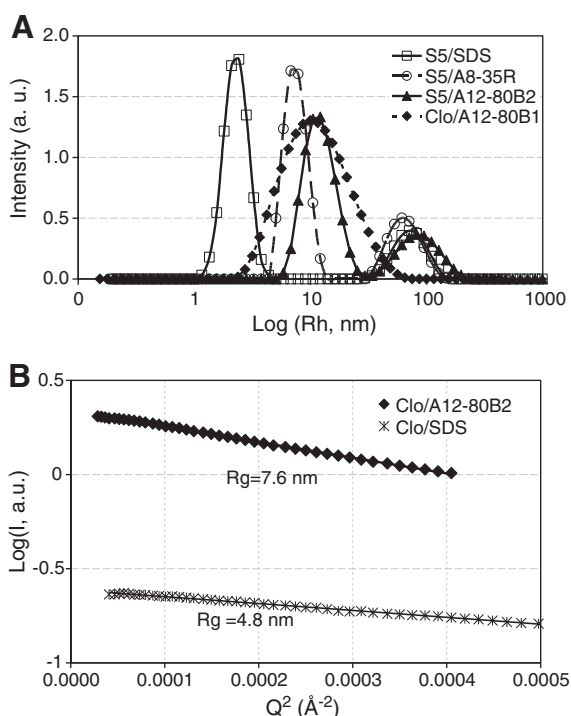 A
Intensity (a. u.)
2.0
1.5
1.0
0.5
0.0
S5/SDS
S5/A8-35R
S5/A12-80B2
Clo/A12-80B1
0 1 10 100 1000
Log (Rh, nm)
B
Log(I, a.u.)
0.5
0
-0.5
-1
Clo/A12-80B2
Clo/SDS
Rg=7.6 nm
Rg =4.8 nm
0.0000 0.0001 0.0002 0.0003 0.0004 0.0005
Q² (Å⁻²)